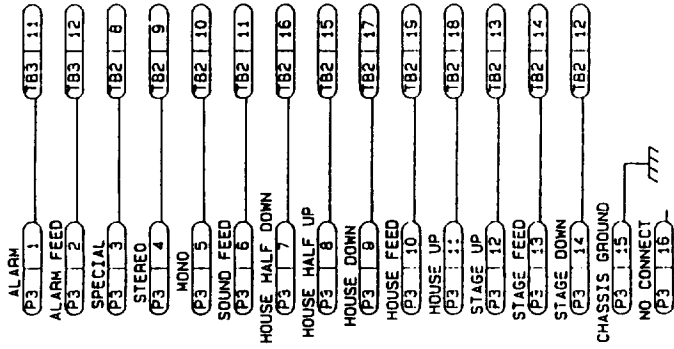 ALARM
P3 1 TB3 11
ALARM FEED
P3 2 TB3 12
SPECIAL
P3 3 TB2 8
STEREO
P3 4 TB2 9
MONO
P3 5 TB2 10
SOUND FEED
P3 6 TB2 11
HOUSE HALF DOWN
P3 7 TB2 16
HOUSE HALF UP
P3 8 TB2 15
HOUSE DOWN
P3 9 TB2 17
HOUSE FEED
P3 10 TB2 19
HOUSE UP
P3 11 TB2 18
STAGE UP
P3 12 TB2 13
STAGE FEED
P3 13 TB2 14
STAGE DOWN
P3 14 TB2 12
CHASSIS GROUND
P3 15
NO CONNECT
P3 16